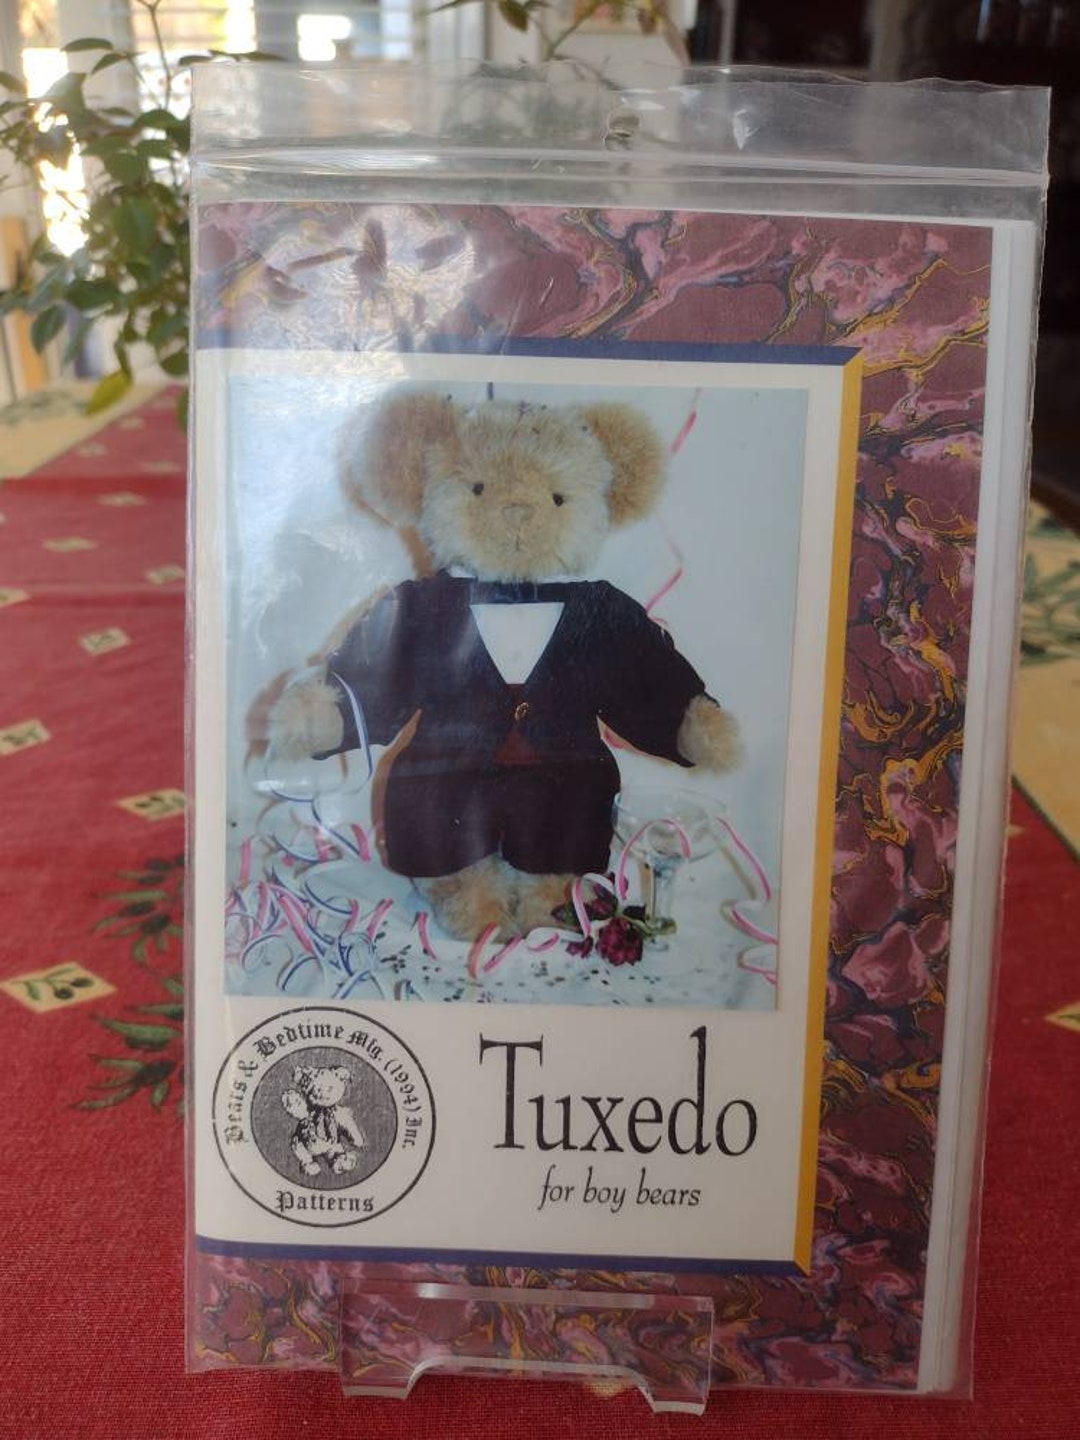 Bears & Bedtime Mfg. (1994) Inc.
Patterns
Tuxedo
for boy bears